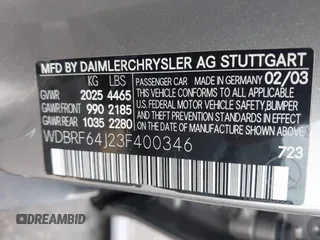 MFD BY DAIMLERCHRYSLER AG STUTTGART
KG LBS PASSENGER CAR MADE IN GERMANY 02/03
GVWR 2025 4465
GAWR FRONT 990 2185
GAWR REAR 1035 2280
THIS VEHICLE CONFORMS TO ALL APPLICABLE
U.S. FEDERAL MOTOR VEHICLE SAFETY, BUMPER,
AND THEFT PREVENTION STANDARDS IN EFFECT
ON THE DATE OF MANUFACTURE SHOWN ABOVE.
WDBRF64J23F400346
723
DREAMBID